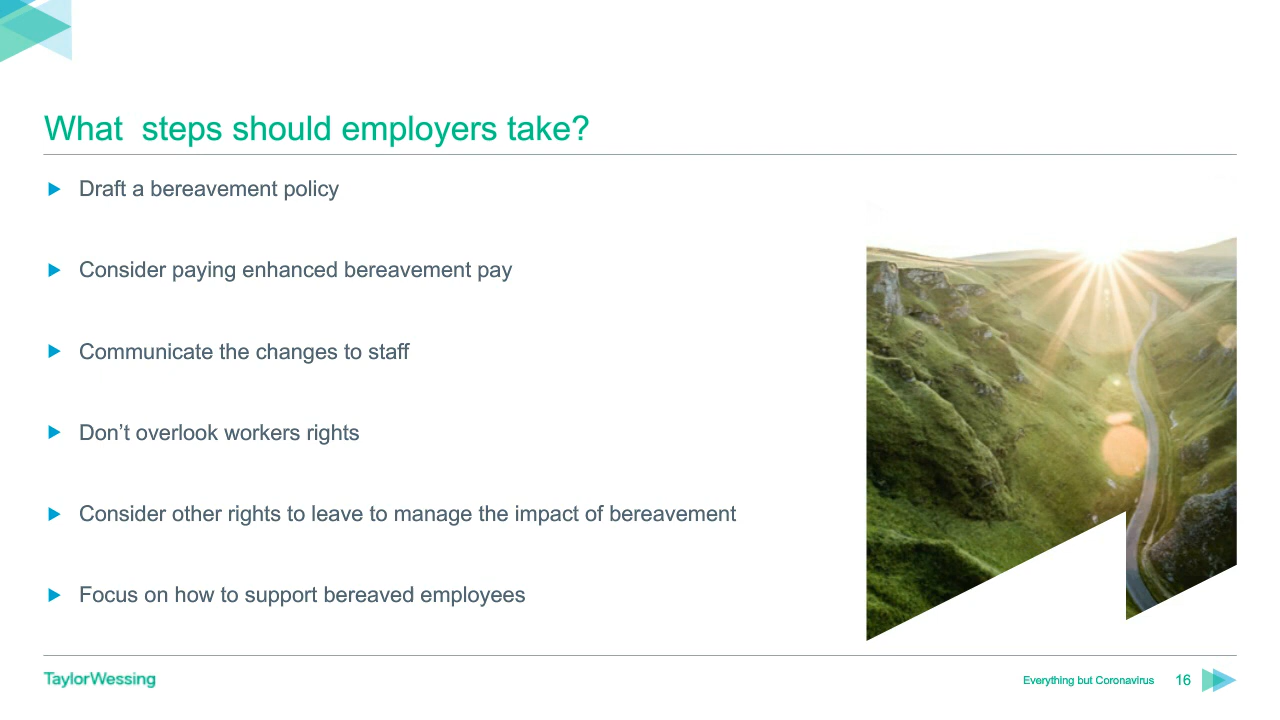 What  steps should employers take?
Draft a bereavement policy
Consider paying enhanced bereavement pay
Communicate the changes to staff
Don’t overlook workers rights
Consider other rights to leave to manage the impact of bereavement
Focus on how to support bereaved employees
TaylorWessing
Everything but Coronavirus 16